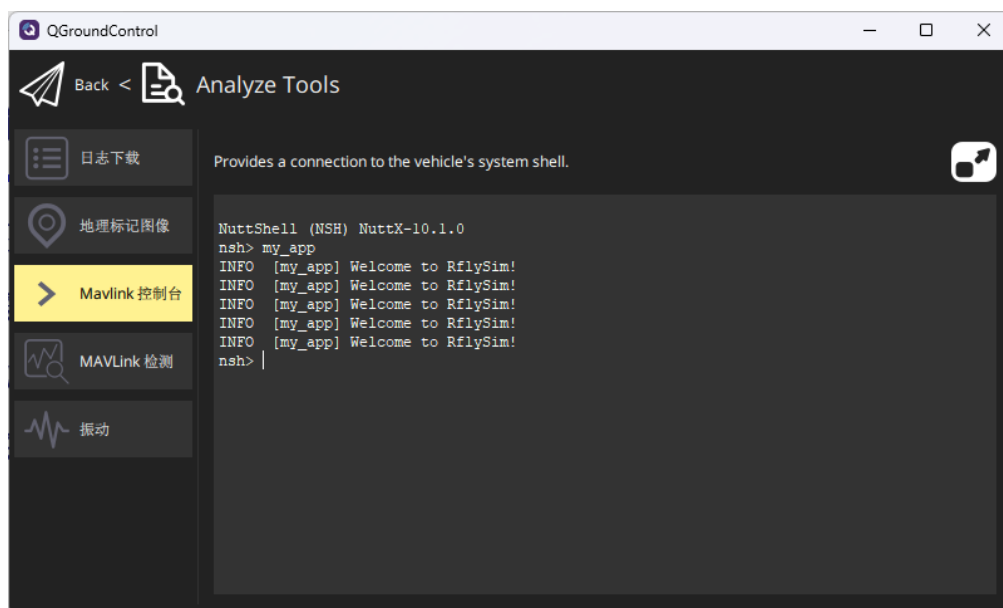 QGroundControl
Back < Analyze Tools
日志下载
地理标记图像
Mavlink 控制台
MAVLink 检测
振动
Provides a connection to the vehicle's system shell.
NuttShell (NSH) NuttX-10.1.0
nsh> my_app
INFO  [my_app] Welcome to RflySim!
INFO  [my_app] Welcome to RflySim!
INFO  [my_app] Welcome to RflySim!
INFO  [my_app] Welcome to RflySim!
INFO  [my_app] Welcome to RflySim!
nsh>